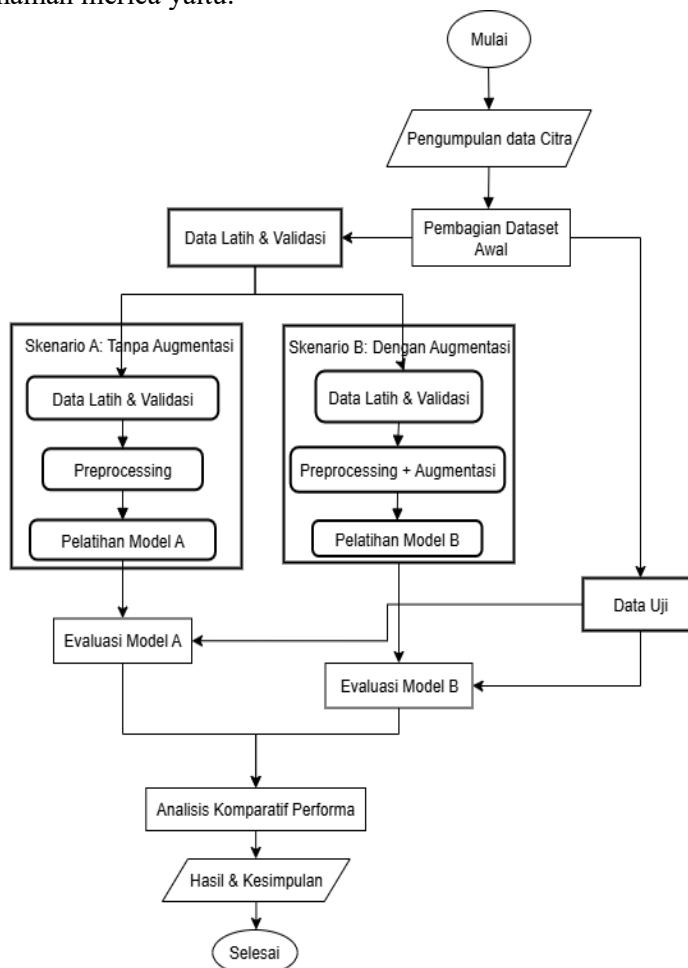 merica yaitu:
Mulai
Pengumpulan data Citra
Pembagian Dataset
Awal
Data Latih & Validasi
Skenario A: Tanpa Augmentasi
Data Latih & Validasi
Preprocessing
Pelatihan Model A
Skenario B: Dengan Augmentasi
Data Latih & Validasi
Preprocessing + Augmentasi
Pelatihan Model B
Data Uji
Evaluasi Model A
Evaluasi Model B
Analisis Komparatif Performa
Hasil & Kesimpulan
Selesai